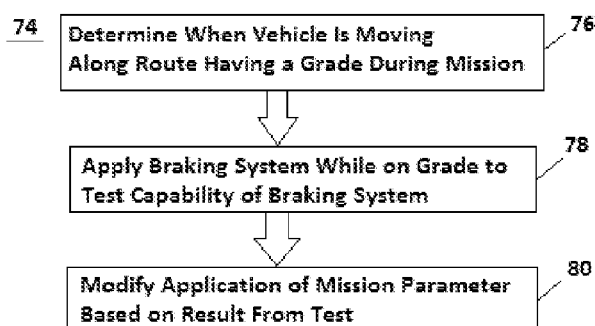 74
76
Determine When Vehicle Is Moving
Along Route Having a Grade During Mission
78
Apply Braking System While on Grade to
Test Capability of Braking System
80
Modify Application of Mission Parameter
Based on Result From Test